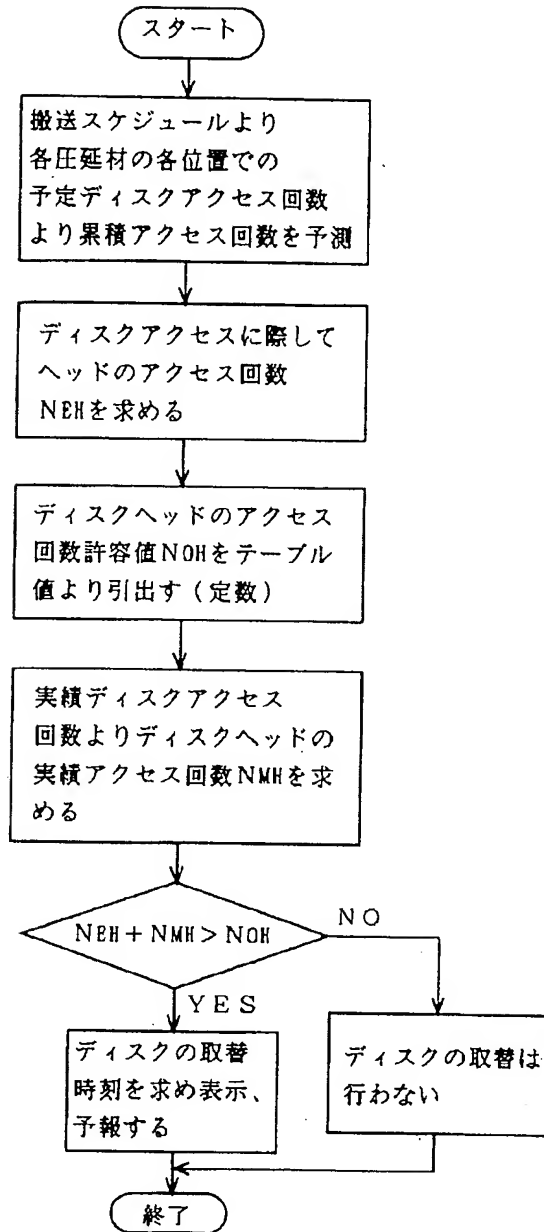 スタート
搬送スケジュールより
各圧延材の各位置での
予定ディスクアクセス回数
より累積アクセス回数を予測
ディスクアクセスに際して
ヘッドのアクセス回数
NEHを求める
ディスクヘッドのアクセス
回数許容値NOHをテーブル
値より引出す(定数)
実績ディスクアクセス
回数よりディスクヘッドの
実績アクセス回数NMHを求
める
NEH+NMH>NOH
NO
YES
ディスクの取替
時刻を求め表示、
予報する
ディスクの取替は
行わない
終了